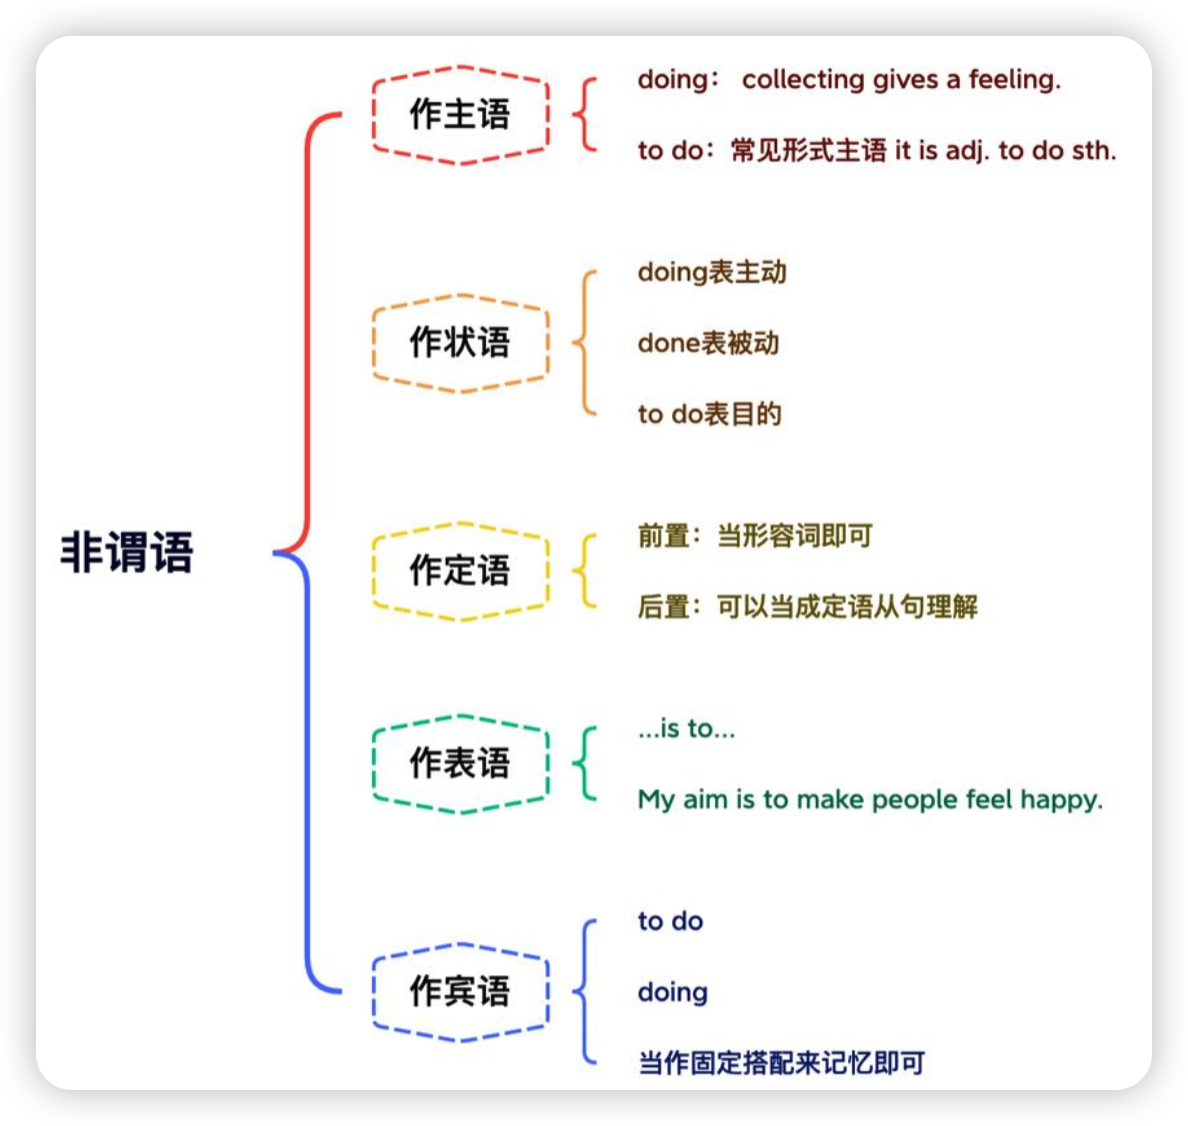 非谓语
作主语
doing： collecting gives a feeling.
to do：常见形式主语 it is adj. to do sth.
作状语
doing表主动
done表被动
to do表目的
作定语
前置：当形容词即可
后置：可以当成定语从句理解
作表语
...is to...
My aim is to make people feel happy.
作宾语
to do
doing
当作固定搭配来记忆即可